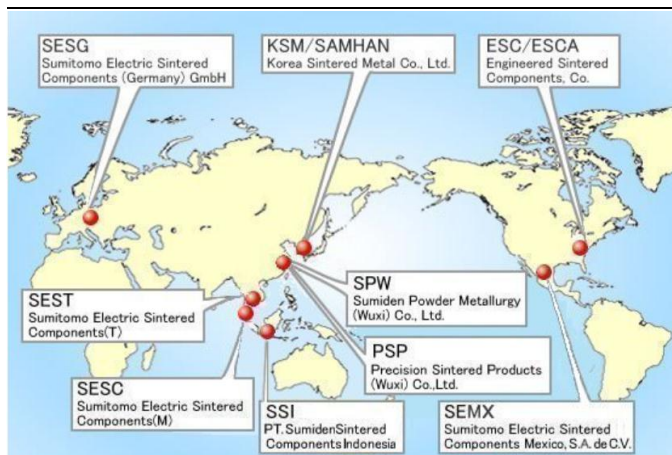 SESG
Sumitomo Electric Sintered
Components (Germany) GmbH
KSM/SAMHAN
Korea Sintered Metal Co., Ltd.
ESC/ESCA
Engineered Sintered
Components, Co.
SEST
Sumitomo Electric Sintered
Components(T)
SPW
Sumiden Powder Metallurgy
(Wuxi) Co., Ltd.
PSP
Precision Sintered Products
(Wuxi) Co.,Ltd.
SESC
Sumitomo Electric Sintered
Components(M)
SSI
PT. SumidenSintered
Components Indonesia
SEMX
Sumitomo Electric Sintered
Components Mexico, S.A. de C.V.